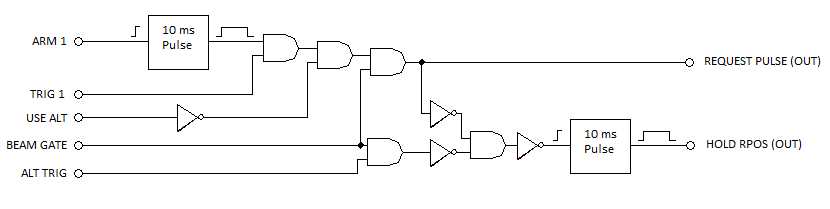 10 ms
Pulse
ARM 1
REQUEST PULSE (OUT)
TRIG 1
USE ALT
10 ms
Pulse
BEAM GATE
HOLD RPOS (OUT)
ALT TRIG